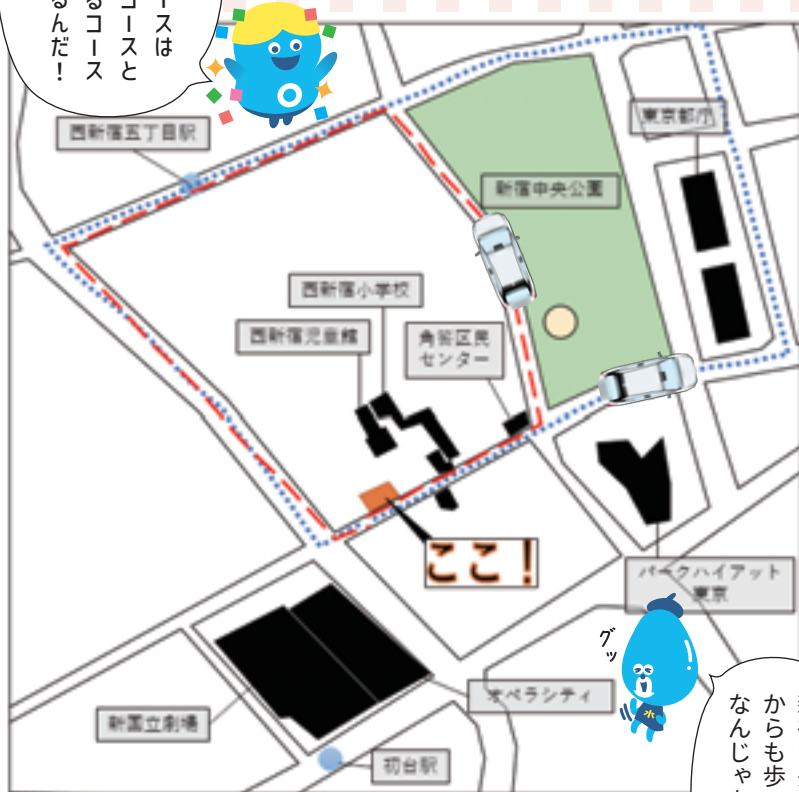 ースは
コースと
るコース
るんだ！
西新宿五丁目駅
東京都庁
新宿中央公園
西新宿小学校
西新宿児童館
角筈区民
センター
ここ！
パークハイアット
東京
グッ
オペラシティ
新国立劇場
初台駅
水
からも歩
なんじゃ